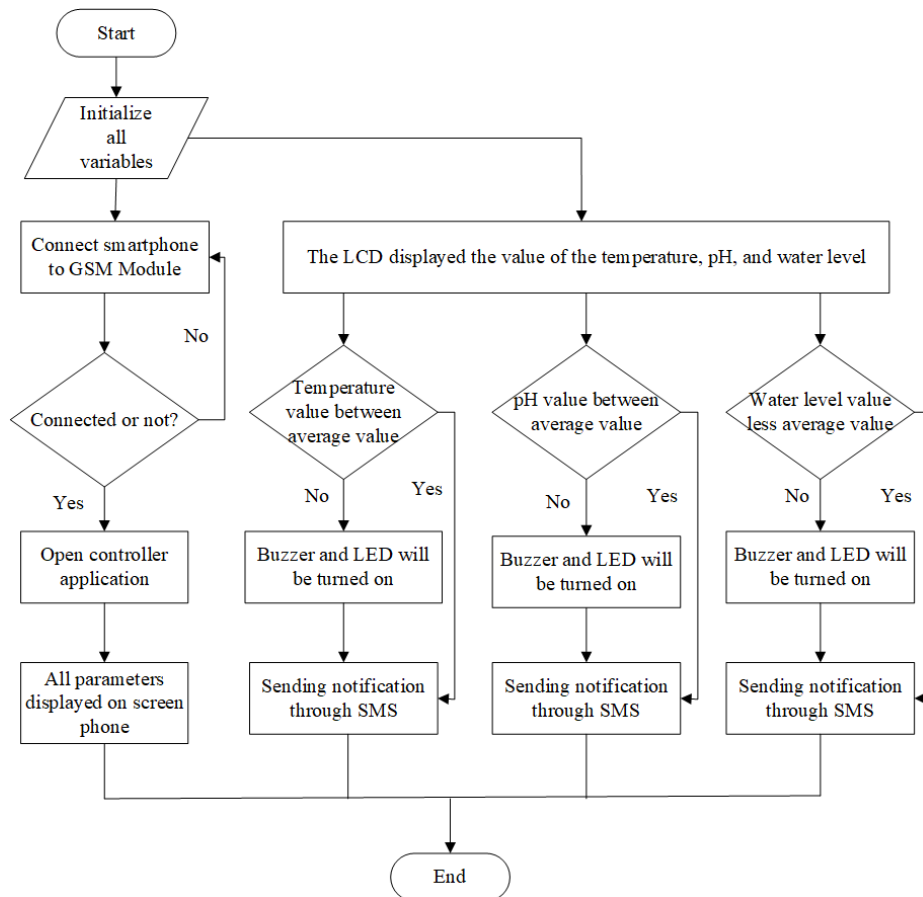 Start
Initialize
all
variables
Connect smartphone
to GSM Module
The LCD displayed the value of the temperature, pH, and water level
No
Connected or not?
Temperature
value between
average value
pH value between
average value
Water level value
less average value
Yes
No
Yes
No
Yes
No
Yes
Open controller
application
Buzzer and LED will
be turned on
Buzzer and LED will
be turned on
Buzzer and LED will
be turned on
All parameters
displayed on screen
phone
Sending notification
through SMS
Sending notification
through SMS
Sending notification
through SMS
End